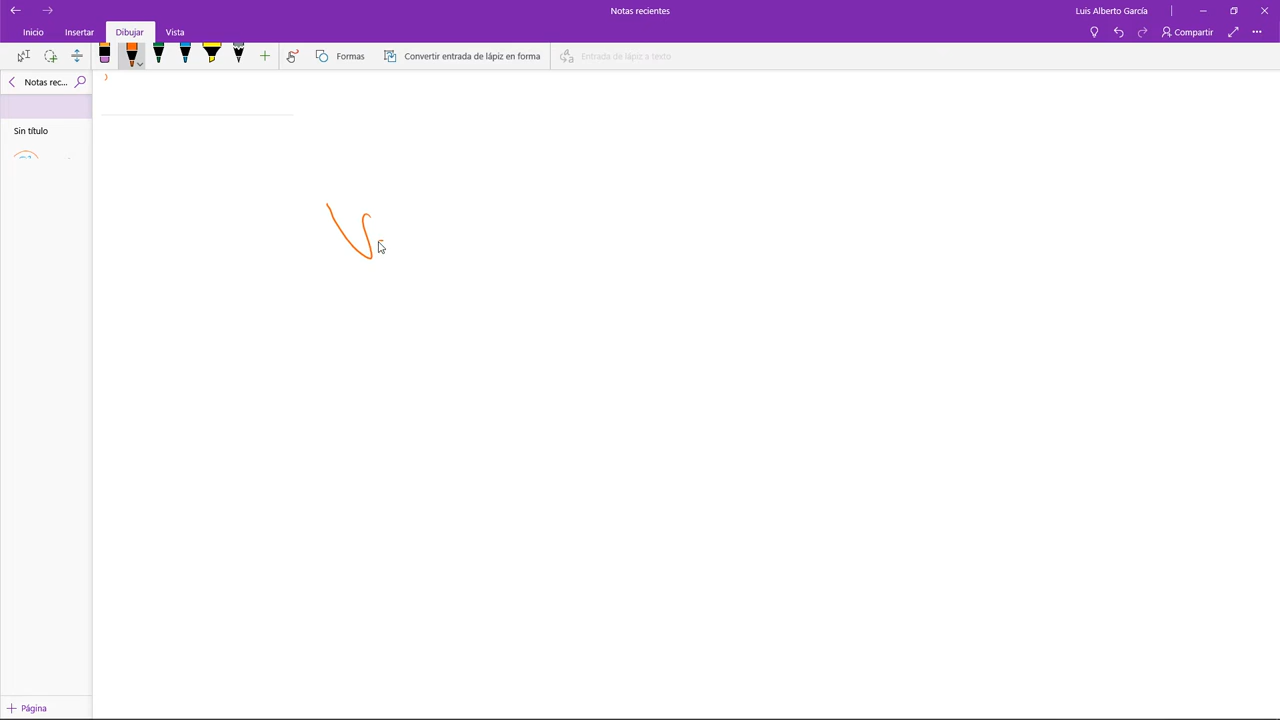 Notas recientes
Luis Alberto García
Inicio
Insertar
Dibujar
Vista
Compartir
Formas
Convertir entrada de lápiz en forma
Entrada de lápiz a texto
Notas rec...
Sin título
V
Página